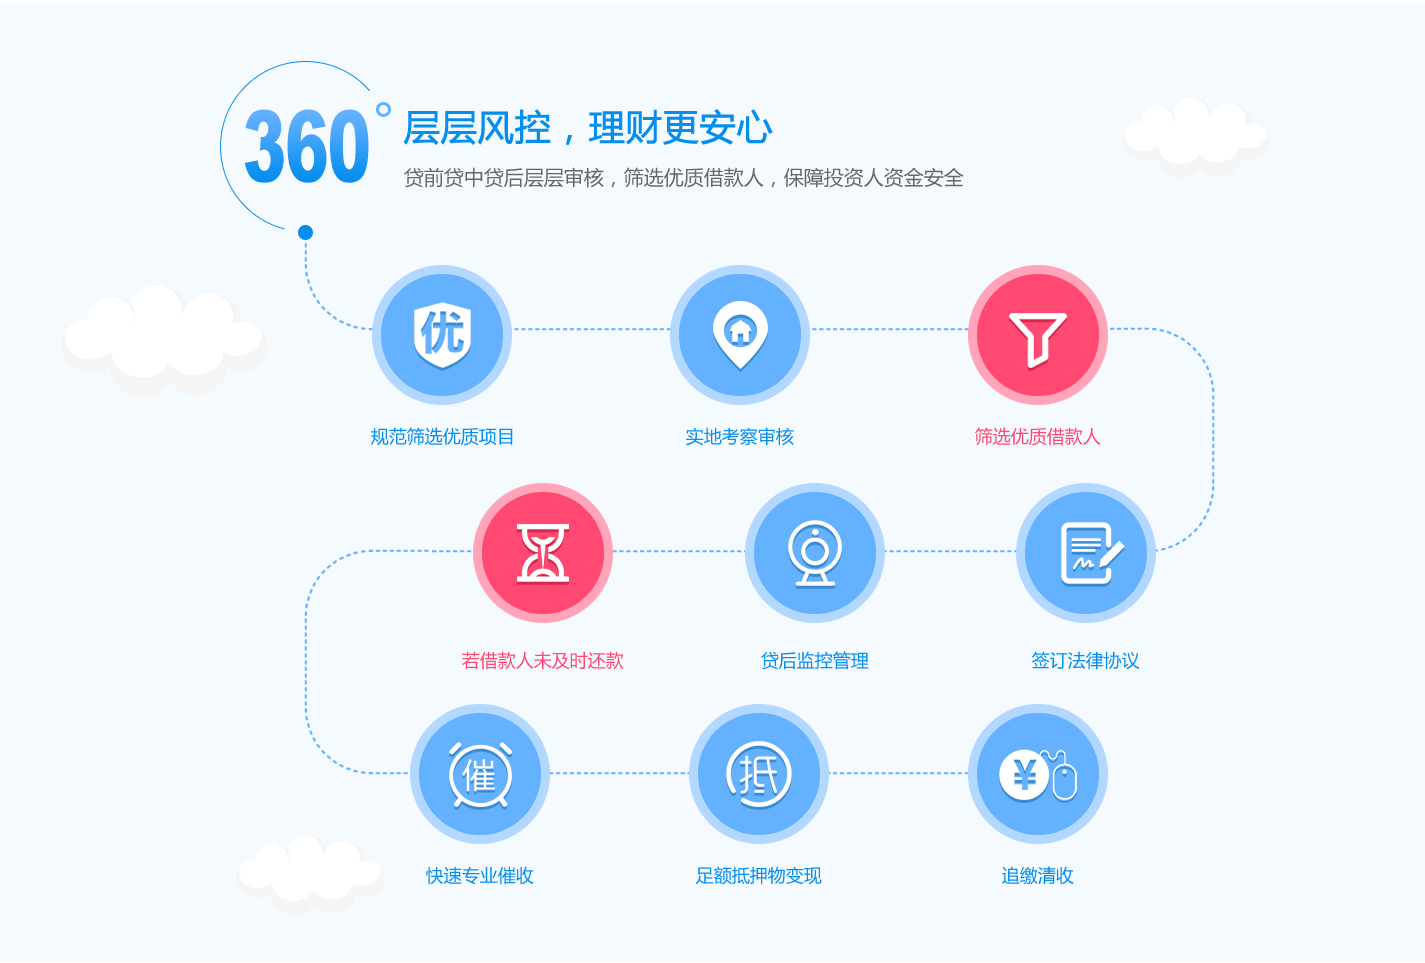 360°
层层风控，理财更安心
贷前贷中贷后层层审核，筛选优质借款人，保障投资人资金安全
优
规范筛选优质项目
实地考察审核
筛选优质借款人
若借款人未及时还款
贷后监控管理
签订法律协议
催
抵
¥
快速专业催收
足额抵押物变现
追缴清收